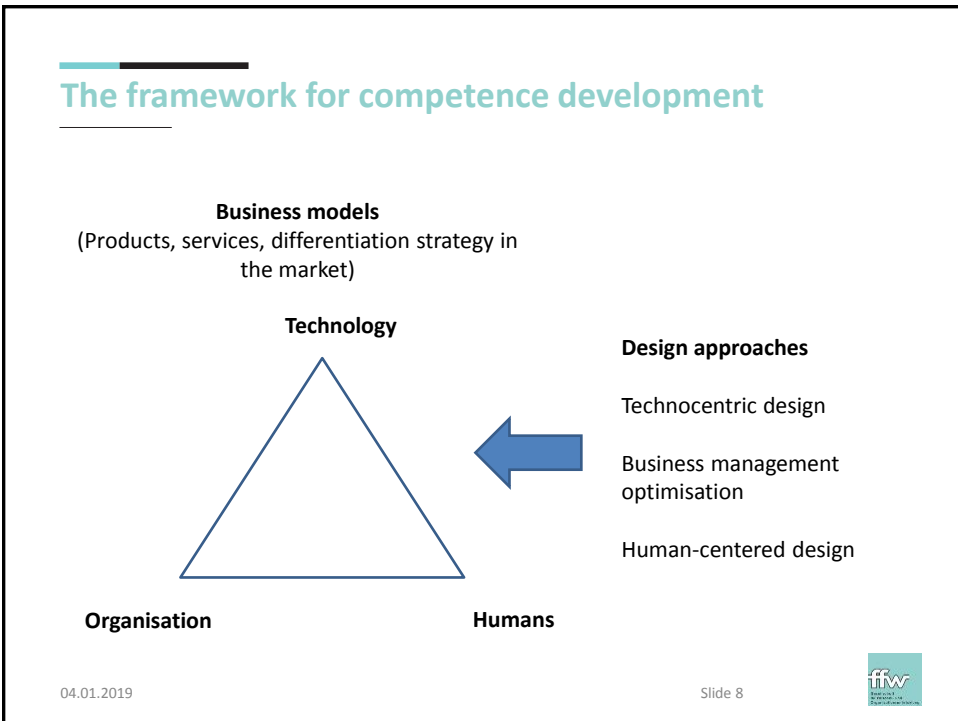 The framework for competence development
Business models
(Products, services, differentiation strategy in
the market)
Technology
Design approaches
Technocentric design
Business management
optimisation
Human-centered design
Organisation
Humans
04.01.2019
Slide 8
ffw